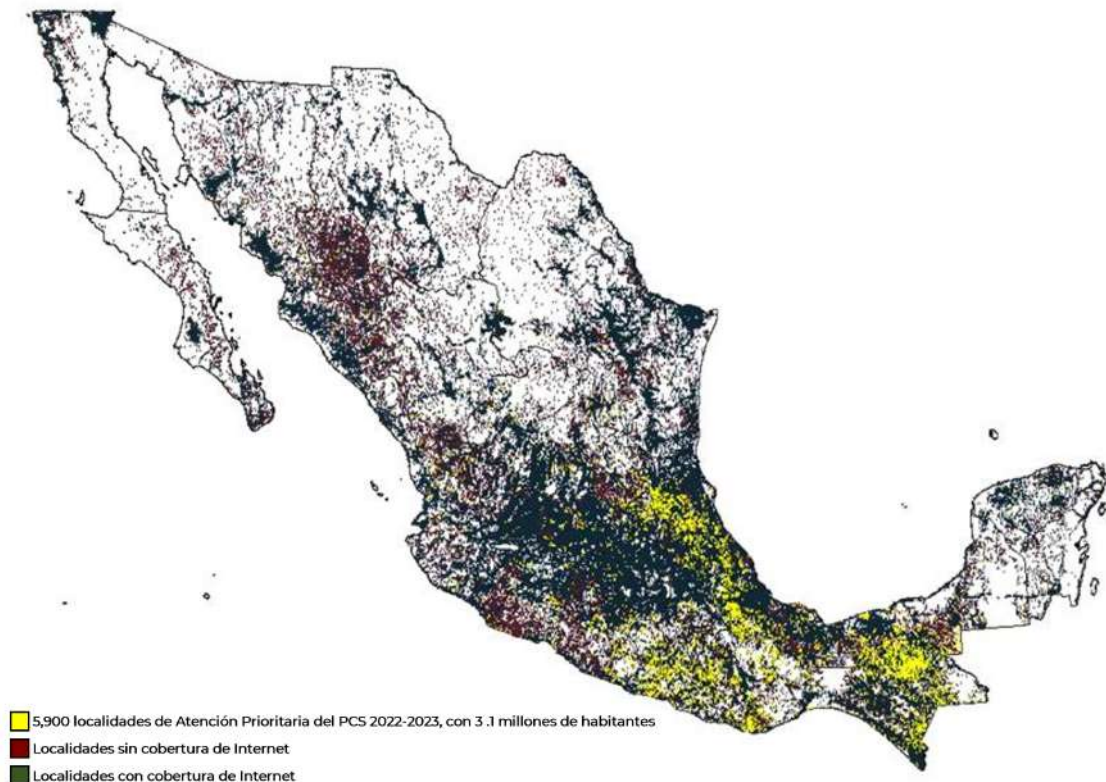 5,900 localidades de Atención Prioritaria del PCS 2022-2023, con 3 .1 millones de habitantes
Localidades sin cobertura de Internet
Localidades con cobertura de Internet